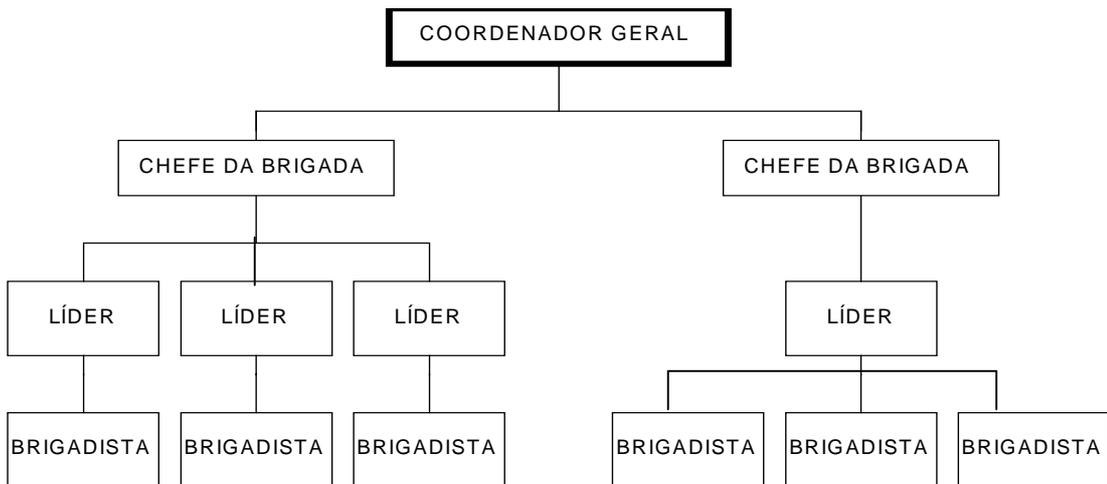 COORDENADOR GERAL
CHEFE DA BRIGADA
CHEFE DA BRIGADA
LÍDER
LÍDER
LÍDER
LÍDER
BRIGADISTA
BRIGADISTA
BRIGADISTA
BRIGADISTA
BRIGADISTA
BRIGADISTA